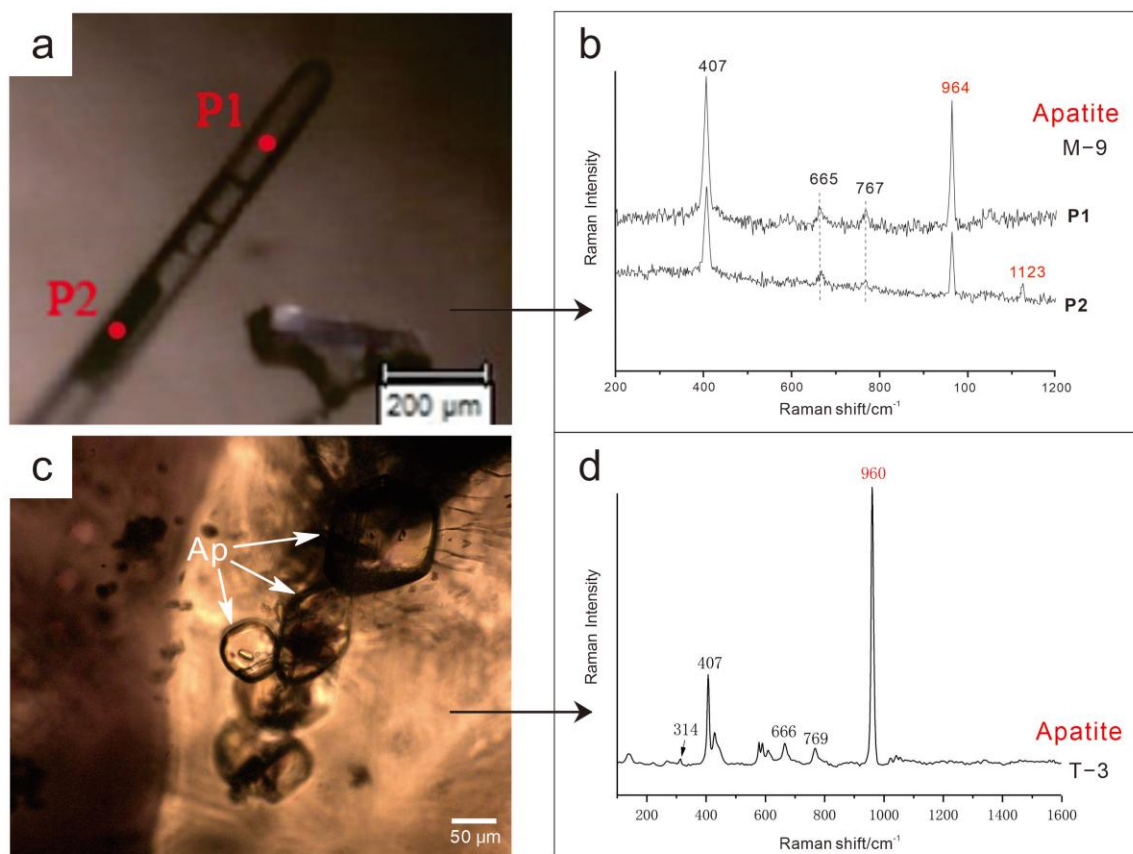 a
P1
P2
200 µm
b
407
964
Apatite
M-9
665
767
P1
1123
P2
Raman Intensity
200
400
600
800
100
1200
Raman shift/cm⁻¹
c
Ap
50 µm
d
960
407
314
666
769
Apatite
T-3
Raman Intensity
200
400
600
800
1000
1200
1400
1600
Raman shift/cm⁻¹